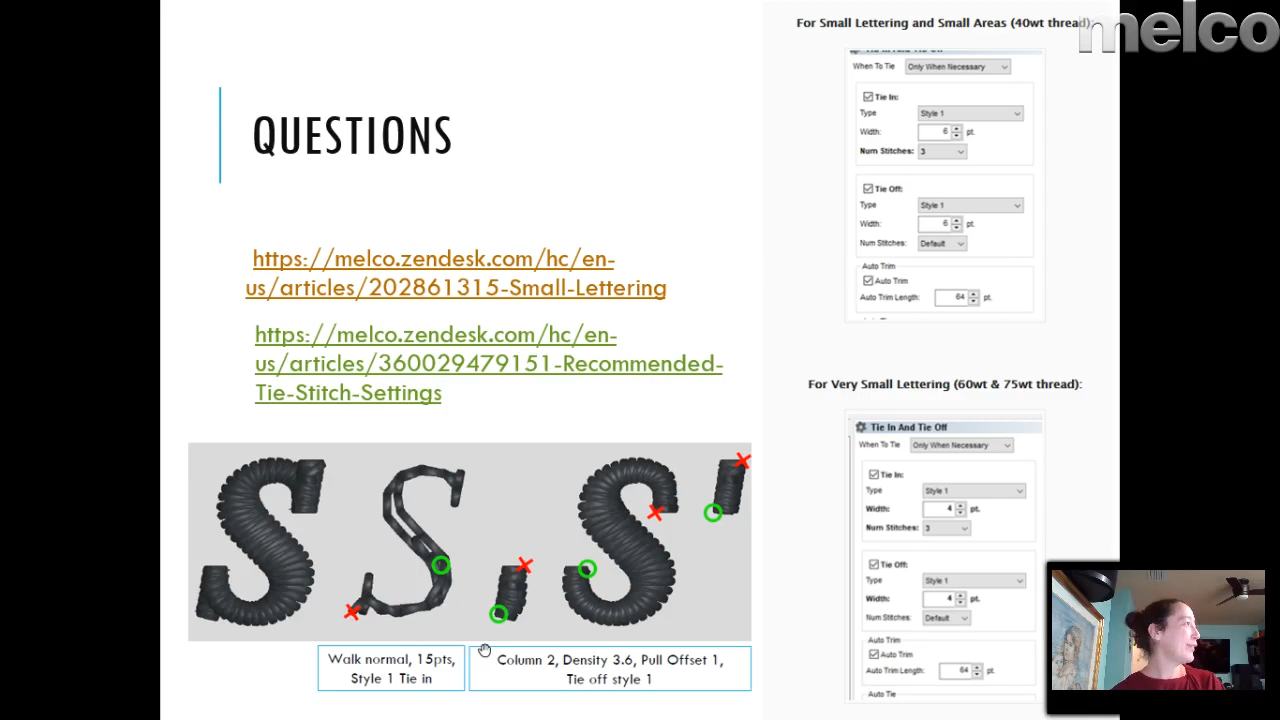 QUESTIONS
https://melco.zendesk.com/hc/en-
us/articles/202861315-Small-Lettering
https://melco.zendesk.com/hc/en-
us/articles/360029479151-Recommended-
Tie-Stitch-Settings
Walk normal, 15pts,
Style 1 Tie in
Column 2, Density 3.6, Pull Offset 1,
Tie off style 1
melco
For Small Lettering and Small Areas (40wt thread):
When To Tie Only When Necessary
Tie In:
Type Style 1
Width: 6 pt.
Num Stitches: 3
Tie Off:
Type Style 1
Width: 6 pt.
Num Stitches: Default
Auto Trim
Auto Trim
Auto Trim Length: 64 pt.
For Very Small Lettering (60wt & 75wt thread):
Tie In And Tie Off
When To Tie Only When Necessary
Tie In:
Type Style 1
Width: 4 pt.
Num Stitches: 3
Tie Off:
Type Style 1
Width: 4 pt.
Num Stitches: Default
Auto Trim
Auto Trim
Auto Trim Length: 64 pt.
Auto Tie